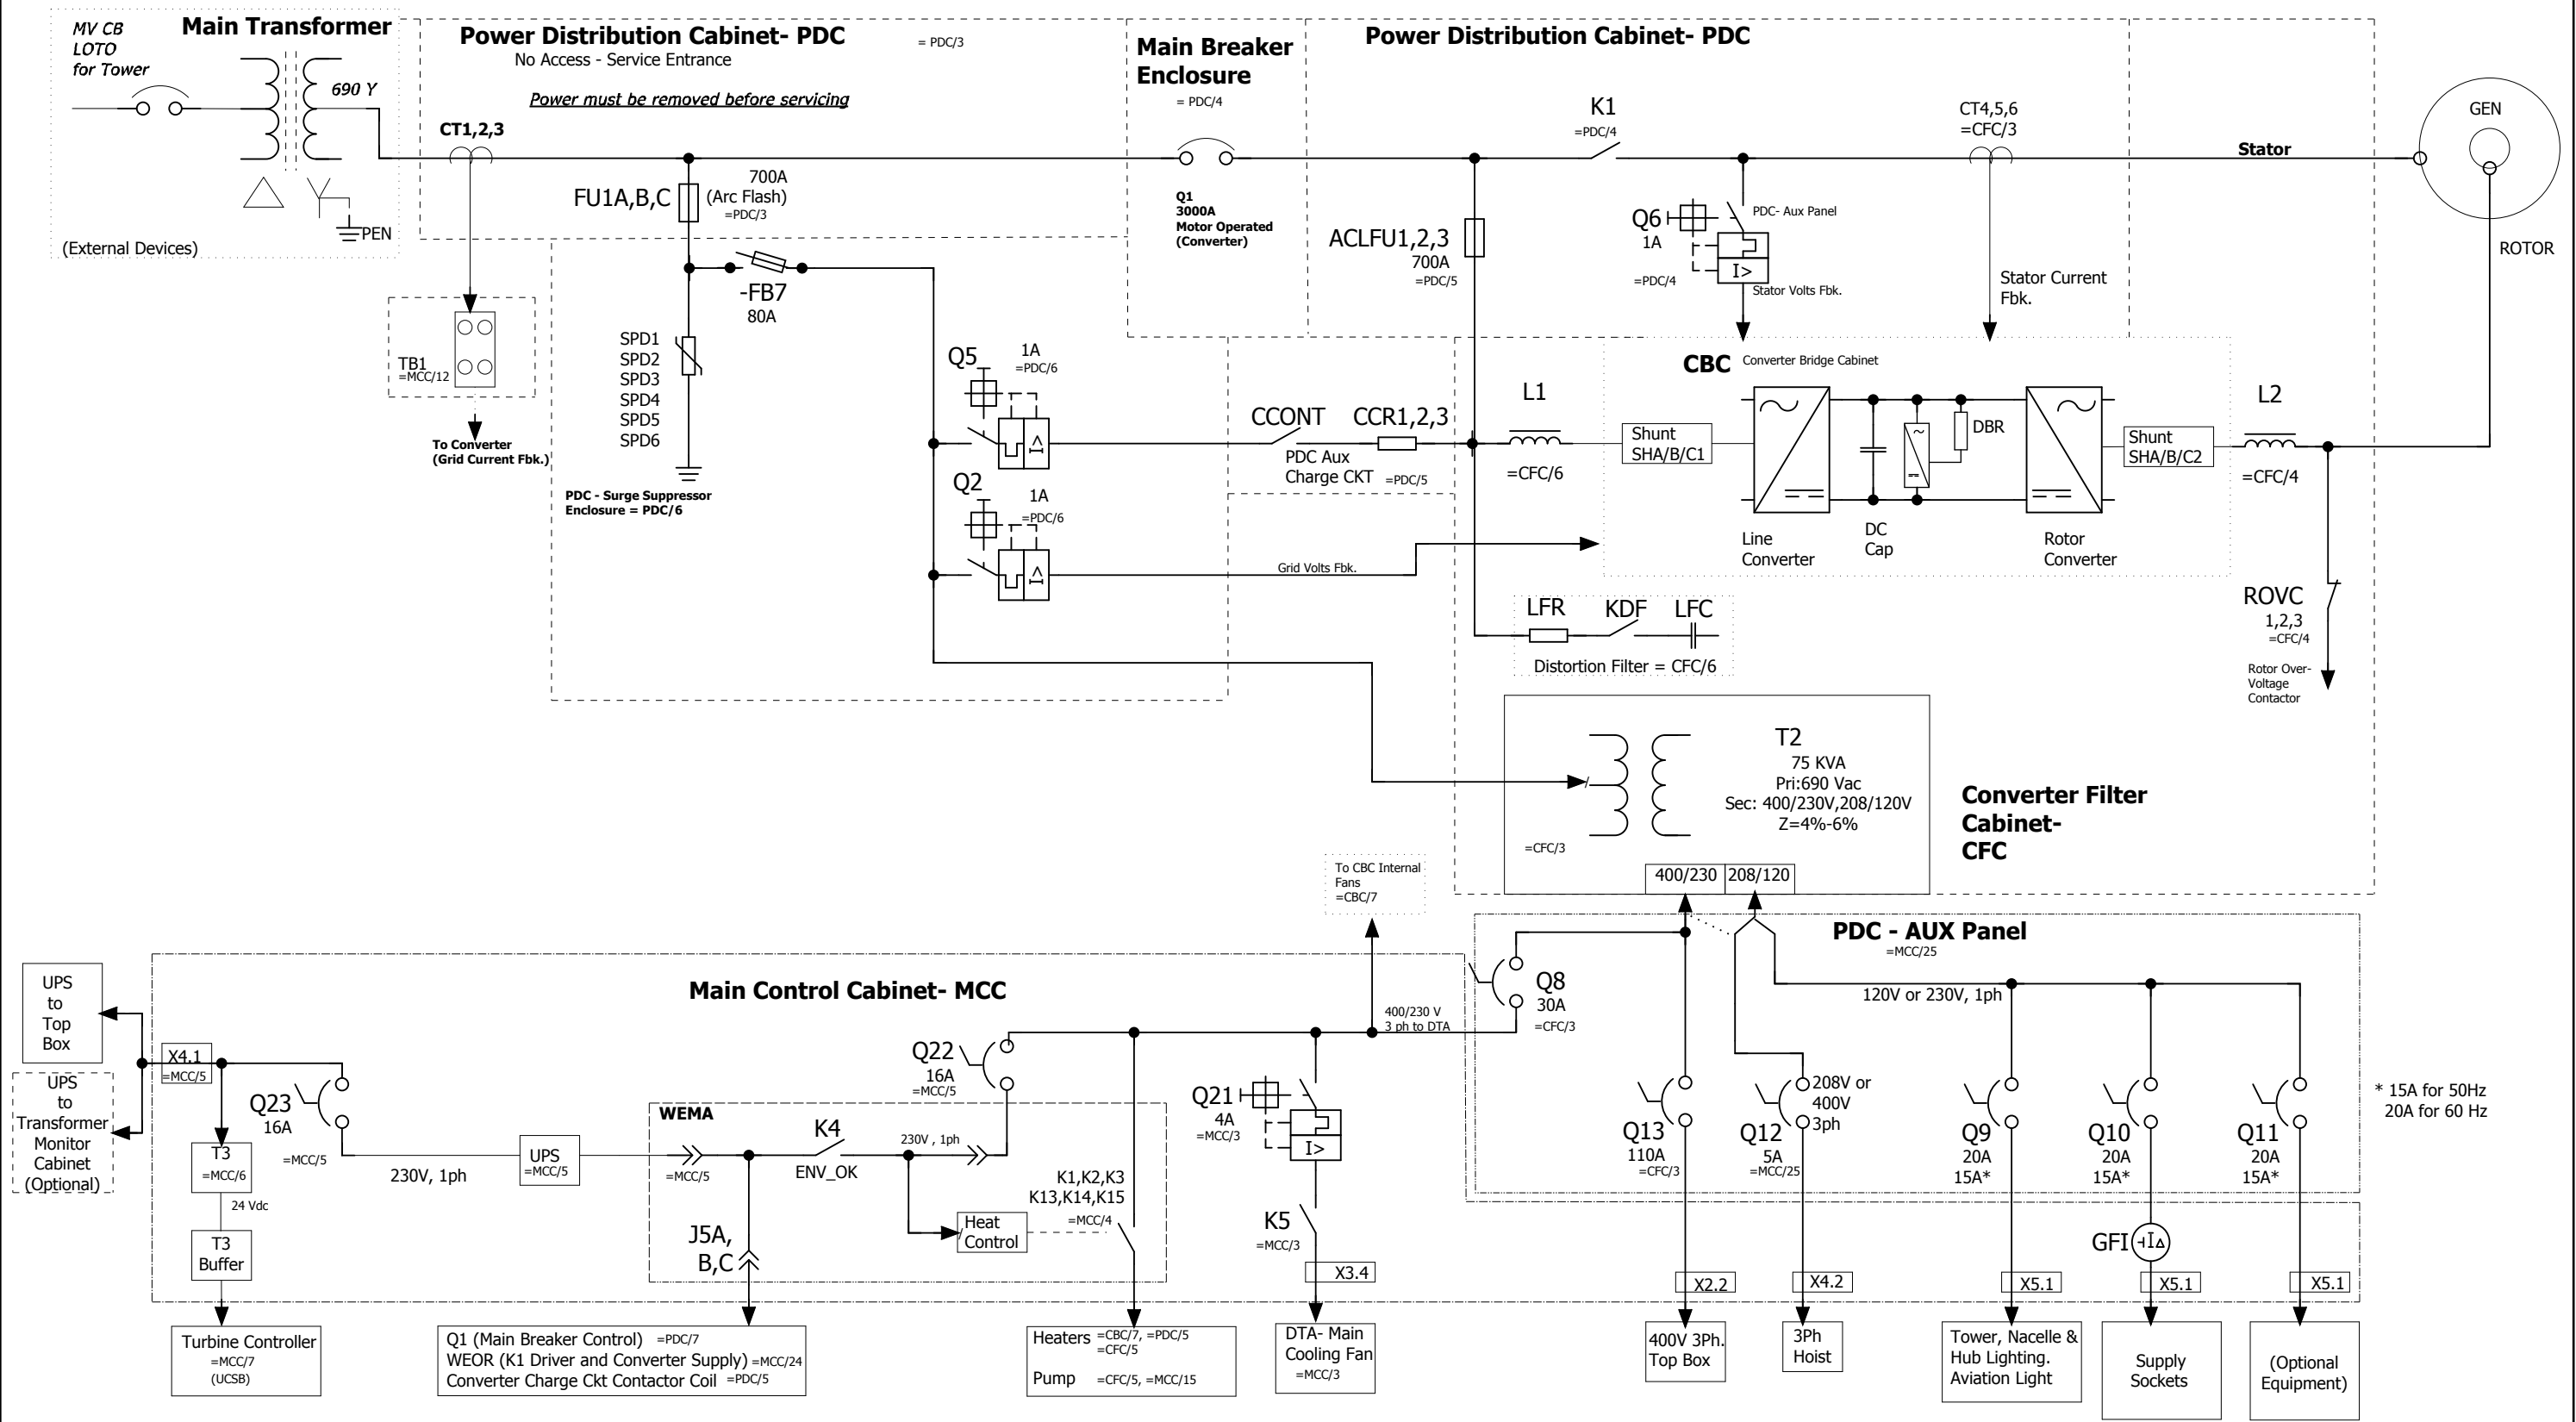 MV CB
LOTO
for Tower
Main Transformer
690 Y
PEN
(External Devices)
Power Distribution Cabinet- PDC
= PDC/3
No Access - Service Entrance
Power must be removed before servicing
CT1,2,3
FU1A,B,C
700A
(Arc Flash)
=PDC/3
Main Breaker
Enclosure
= PDC/4
Q1
3000A
Motor Operated
(Converter)
Power Distribution Cabinet- PDC
K1
=PDC/4
CT4,5,6
=CFC/3
Stator
GEN
ROTOR
ACLFU1,2,3
700A
=PDC/5
Q6
1A
=PDC/4
PDC- Aux Panel
I>
Stator Volts Fbk.
Stator Current
Fbk.
TB1
=MCC/12
To Converter
(Grid Current Fbk.)
-FB7
80A
SPD1
SPD2
SPD3
SPD4
SPD5
SPD6
PDC - Surge Suppressor
Enclosure = PDC/6
Q5
1A
=PDC/6
I>
Q2
1A
=PDC/6
I>
CCONT
CCR1,2,3
PDC Aux
Charge CKT
=PDC/5
Grid Volts Fbk.
L1
=CFC/6
CBC
Converter Bridge Cabinet
Shunt
SHA/B/C1
Line
Converter
DC
Cap
DBR
Rotor
Converter
Shunt
SHA/B/C2
L2
=CFC/4
ROVC
1,2,3
=CFC/4
Rotor Over-
Voltage
Contactor
LFR
KDF
LFC
Distortion Filter = CFC/6
T2
75 KVA
Pri:690 Vac
Sec: 400/230V,208/120V
Z=4%-6%
=CFC/3
400/230
208/120
Converter Filter
Cabinet-
CFC
To CBC Internal
Fans
=CBC/7
PDC - AUX Panel
=MCC/25
Q8
30A
=CFC/3
120V or 230V, 1ph
400/230 V
3 ph to DTA
Main Control Cabinet- MCC
UPS
to
Top
Box
UPS
to
Transformer
Monitor
Cabinet
(Optional)
X4.1
=MCC/5
Q23
16A
=MCC/5
T3
=MCC/6
24 Vdc
T3
Buffer
230V, 1ph
UPS
=MCC/5
WEMA
=MCC/5
K4
ENV_OK
230V , 1ph
Q22
16A
=MCC/5
J5A,
B,C
Heat
Control
K1,K2,K3
K13,K14,K15
=MCC/4
Q21
4A
=MCC/3
I>
K5
=MCC/3
X3.4
Q13
110A
=CFC/3
Q12
5A
=MCC/25
208V or
400V
3ph
Q9
20A
15A*
Q10
20A
15A*
Q11
20A
15A*
* 15A for 50Hz
20A for 60 Hz
GFI
IΔ
X2.2
X4.2
X5.1
X5.1
X5.1
Turbine Controller
=MCC/7
(UCSB)
Q1 (Main Breaker Control) =PDC/7
WEOR (K1 Driver and Converter Supply) =MCC/24
Converter Charge Ckt Contactor Coil =PDC/5
Heaters =CBC/7, =PDC/5
=CFC/5
Pump =CFC/5, =MCC/15
DTA- Main
Cooling Fan
=MCC/3
400V 3Ph.
Top Box
3Ph
Hoist
Tower, Nacelle &
Hub Lighting.
Aviation Light
Supply
Sockets
(Optional
Equipment)